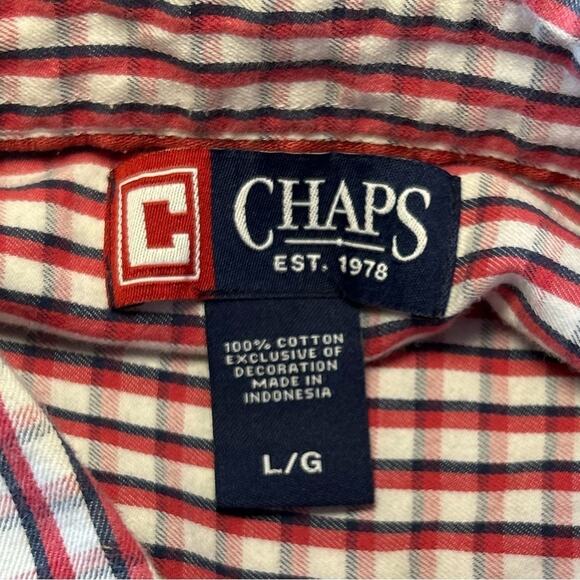 C
CHAPS
EST. 1978
100% COTTON
EXCLUSIVE OF
DECORATION
MADE IN
INDONESIA
L/G